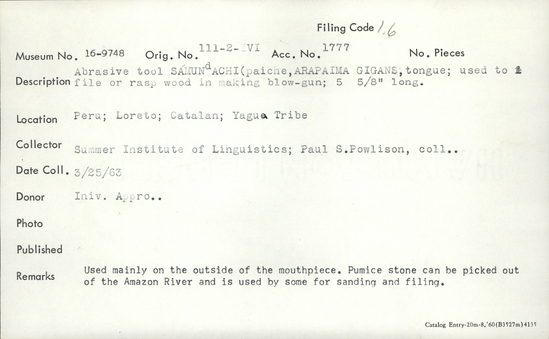 Filing Code 1.6
Museum No. 16-9748 Orig. No. 111-2-IVI Acc. No. 1777 No. Pieces
Abrasive tool SAMUNdACHI(paiche,ARAPAIMA GIGANS,tongue; used to
Description file or rasp wood in making blow-gun; 5 5/8" long.
Location Peru; Loreto; Catalan; Yagua Tribe
Collector Summer Institute of Linguistics; Paul S.Powlison, coll..
Date Coll. 3/25/63
Donor Iniv. Appro..
Photo
Published
Remarks Used mainly on the outside of the mouthpiece. Pumice stone can be picked out
of the Amazon River and is used by some for sanding and filing.
Catalog Entry-20m-8,'60(B3527m)4135